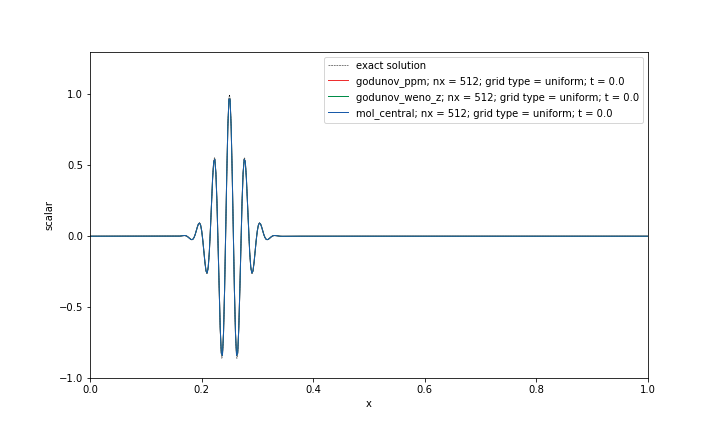 exact solution
godunov_ppm; nx = 512; grid type = uniform; t = 0.0
godunov_weno_z; nx = 512; grid type = uniform; t = 0.0
mol_central; nx = 512; grid type = uniform; t = 0.0
1.0
0.5
0.0
−0.5
−1.0
scalar
0.0 0.2 0.4 0.6 0.8 1.0
x